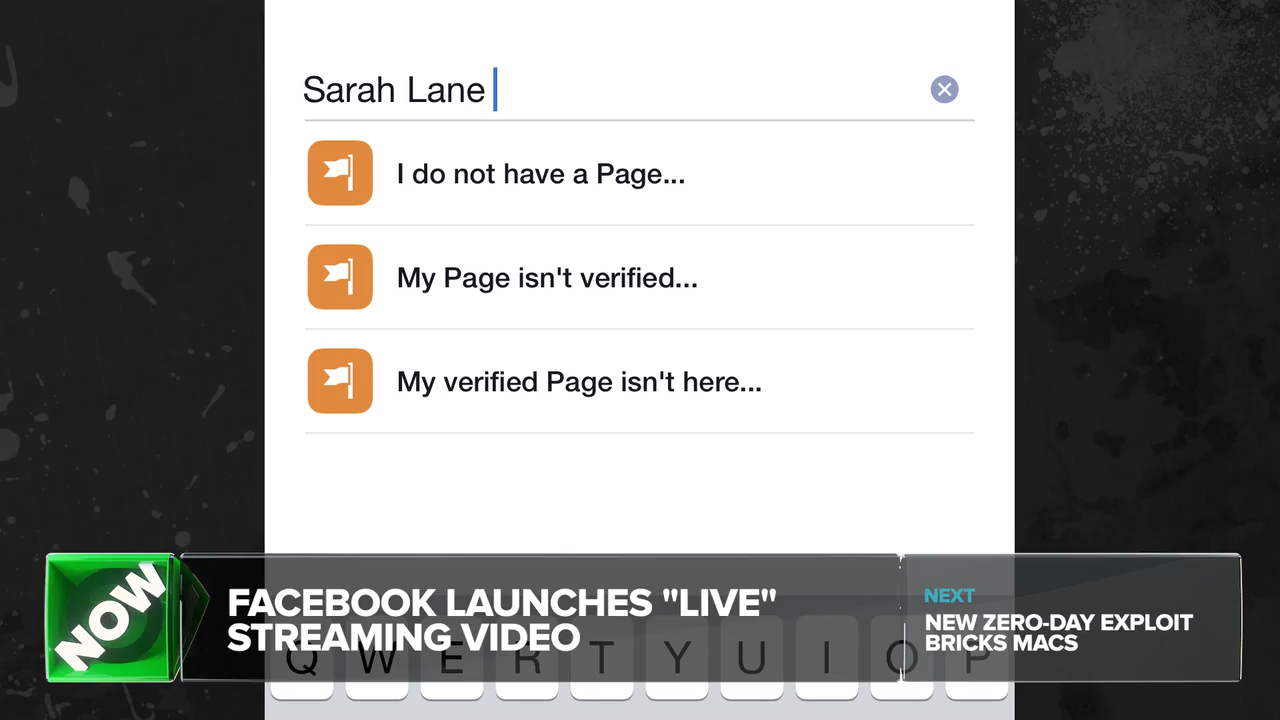 Sarah Lane
I do not have a Page...
My Page isn't verified...
My verified Page isn't here...
NOW
FACEBOOK LAUNCHES "LIVE"
STREAMING VIDEO
NEXT
NEW ZERO-DAY EXPLOIT
BRICKS MACS
Q W E R T Y U I O P